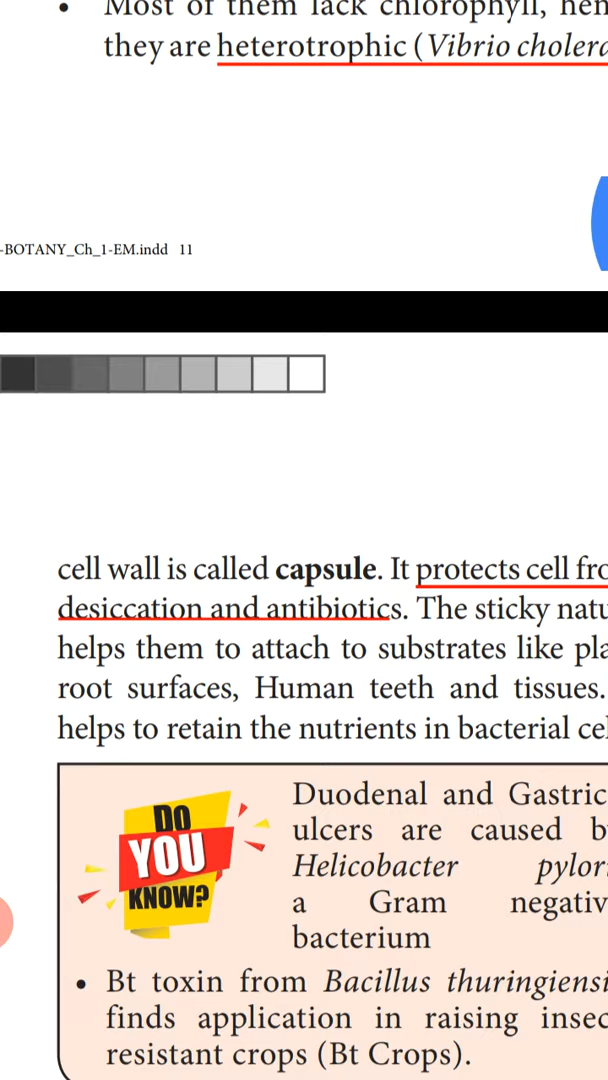 Most of them lack chlorophyll, hen
they are heterotrophic (Vibrio cholera
-BOTANY_Ch_1-EM.indd 11
cell wall is called capsule. It protects cell fro
desiccation and antibiotics. The sticky natu
helps them to attach to substrates like pla
root surfaces, Human teeth and tissues.
helps to retain the nutrients in bacterial cel
DO
YOU
KNOW?
Duodenal and Gastric
ulcers are caused b
Helicobacter pylor
a Gram negativ
bacterium
• Bt toxin from Bacillus thuringiensi
finds application in raising insec
resistant crops (Bt Crops).